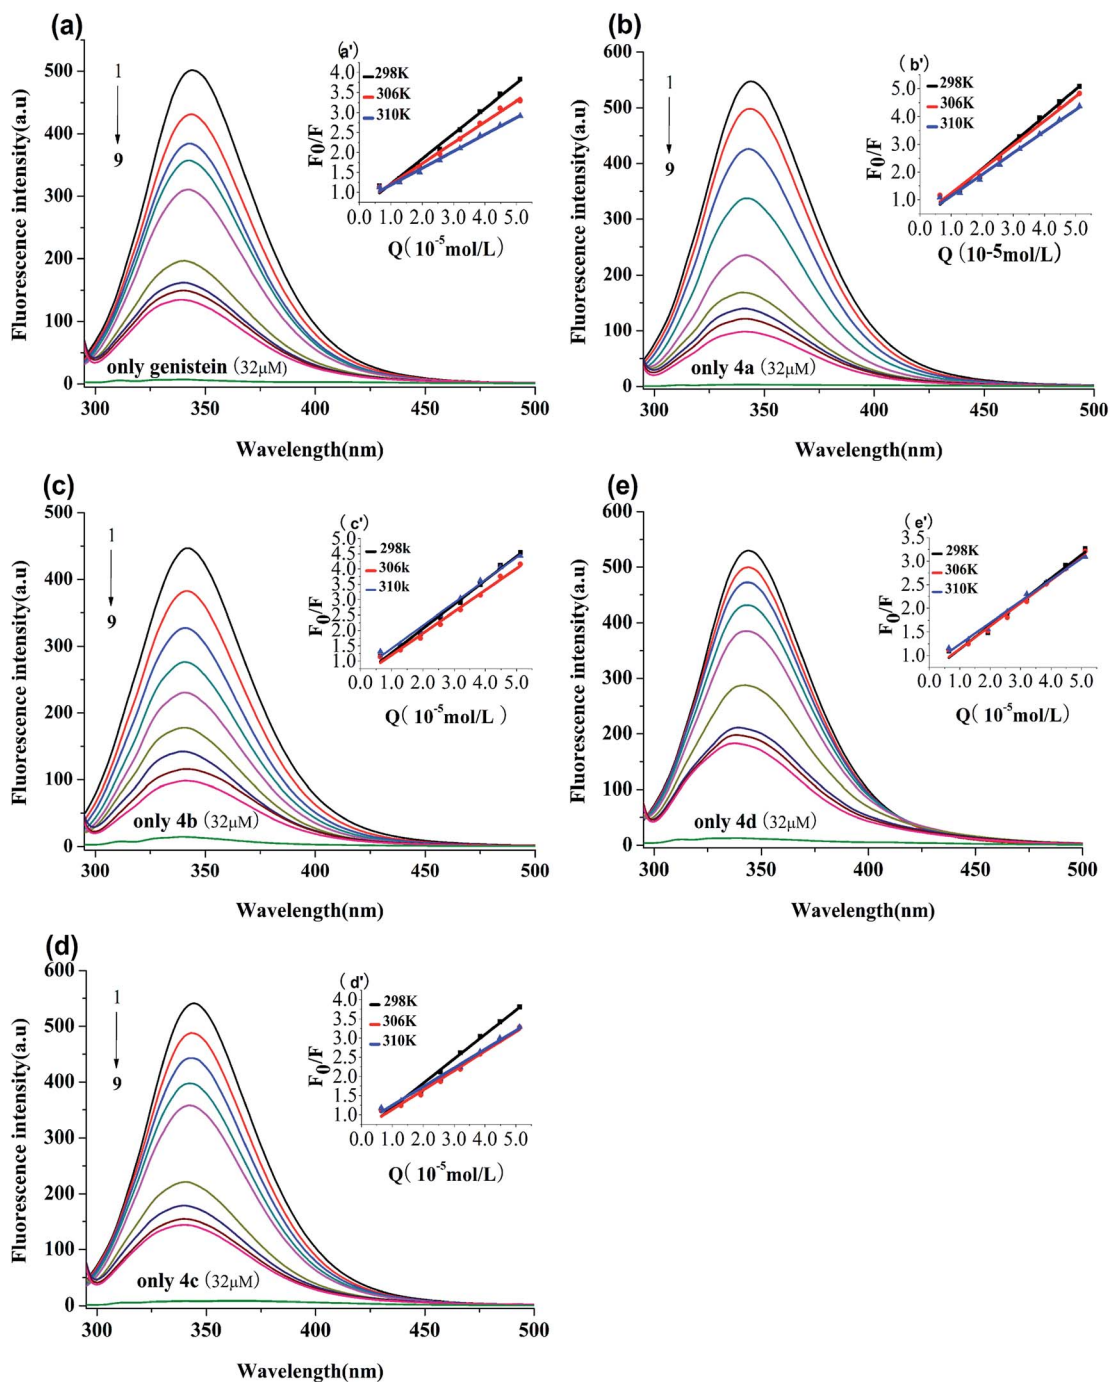 (a)
Fluorescence intensity(a.u)
500
400
300
200
100
0
1
9
only genistein (32μM)
300
350
400
450
500
Wavelength(nm)
(a')
F0/F
4.0
3.5
3.0
2.5
2.0
1.5
1.0
298K
306K
310K
0.0 1.0 2.0 3.0 4.0 5.0
Q( 10-5mol/L)
(b)
Fluorescence intensity(a.u)
600
500
400
300
200
100
0
1
9
only 4a (32μM)
300
350
400
450
500
Wavelength(nm)
(b')
F0/F
5.0
4.0
3.0
2.0
1.0
298K
306K
310K
0.0 1.0 2.0 3.0 4.0 5.0
Q (10-5mol/L)
(c)
Fluorescence intensity(a.u)
500
400
300
200
100
0
1
9
only 4b (32μM)
300
350
400
450
500
Wavelength(nm)
(c')
F0/F
4.5
4.0
3.5
3.0
2.5
2.0
1.5
1.0
298k
306k
310k
0.0 1.0 2.0 3.0 4.0 5.0
Q( 10-5mol/L )
(e)
Fluorescence intensity(a.u)
600
500
400
300
200
100
0
1
9
only 4d (32μM)
300
350
400
450
500
Wavelength(nm)
(e')
F0/F
3.5
3.0
2.5
2.0
1.5
1.0
298K
306K
310K
0.0 1.0 2.0 3.0 4.0 5.0
Q( 10-5mol/L)
(d)
Fluorescence intensity(a.u)
600
500
400
300
200
100
0
1
9
only 4c (32μM)
300
350
400
450
500
Wavelength(nm)
(d')
F0/F
4.0
3.5
3.0
2.5
2.0
1.5
1.0
298K
306K
310K
0.0 1.0 2.0 3.0 4.0 5.0
Q( 10-5mol/L)